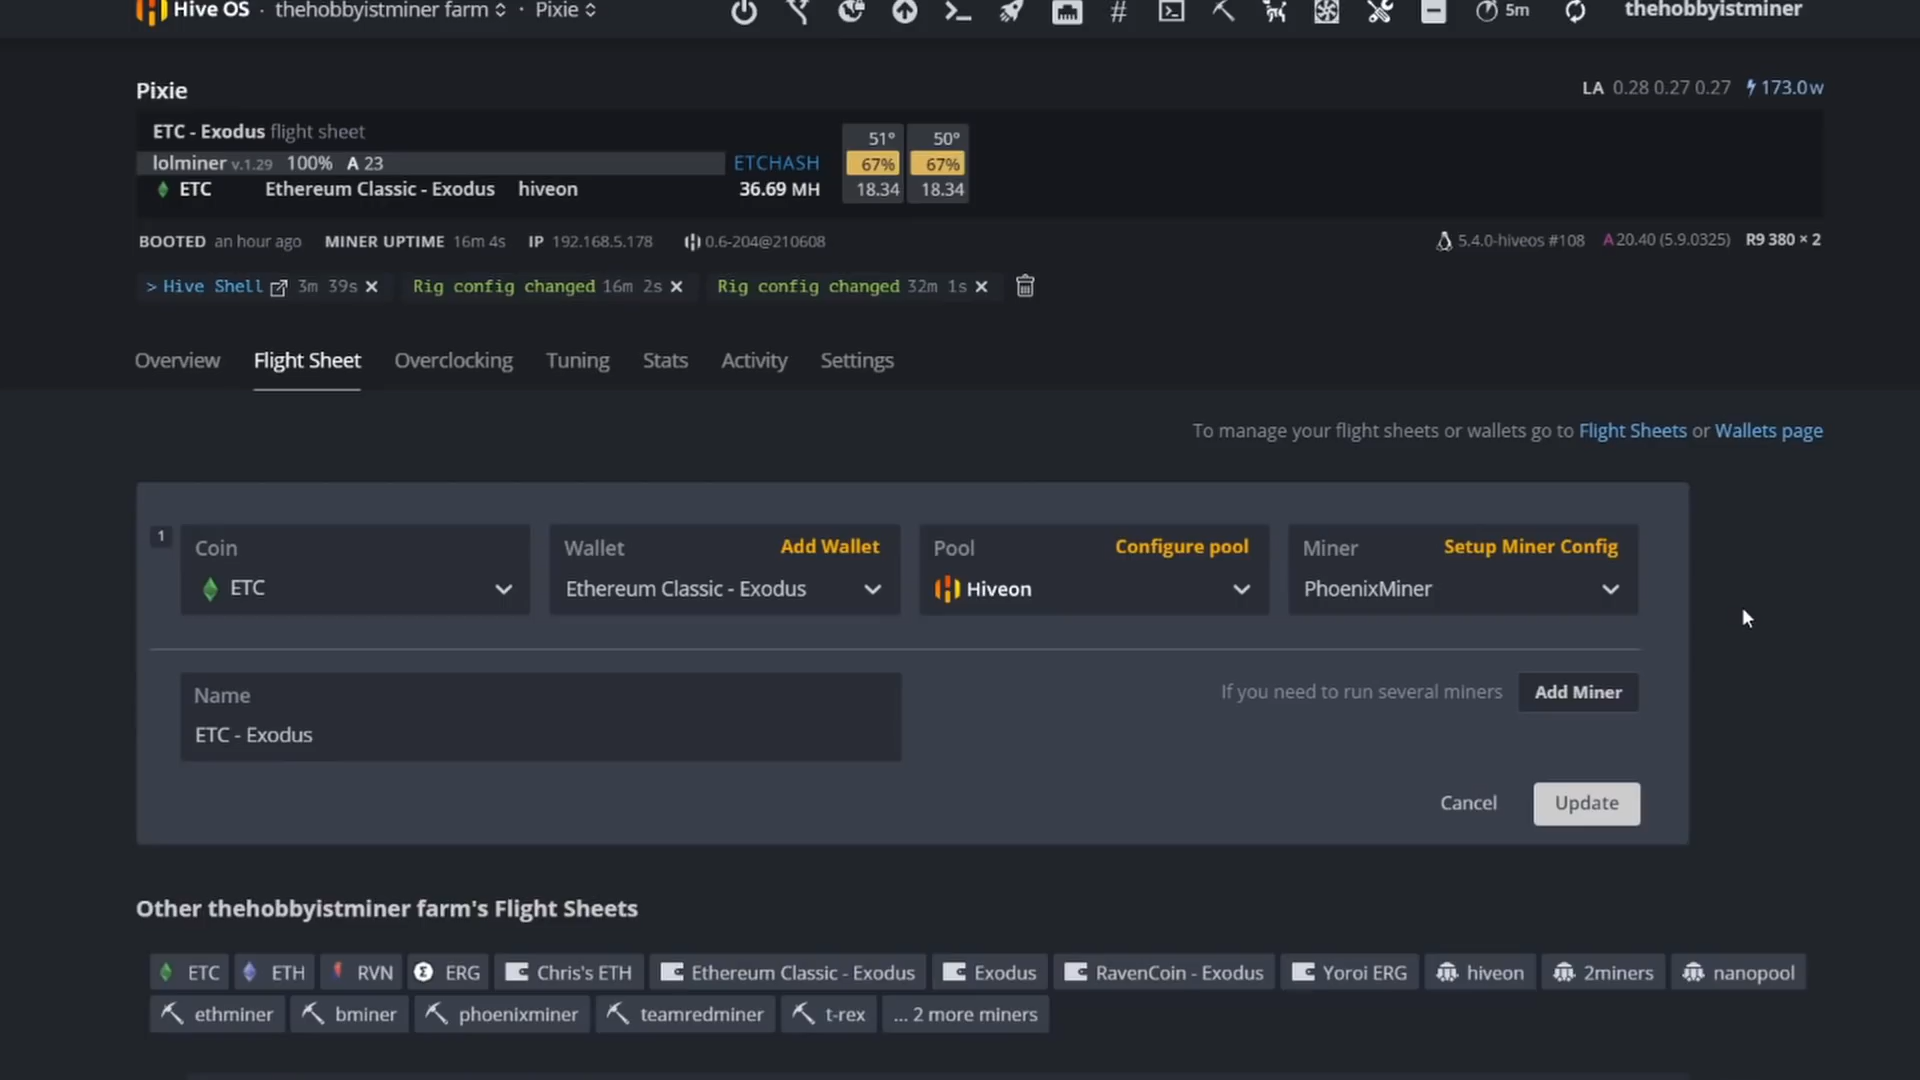 Hive OS · thehobbyistminer farm · Pixie # 5m thehobbyistminer
Pixie LA 0.28 0.27 0.27 173.0w
ETC - Exodus flight sheet 51° 50°
lolminer v.1.29 100% A 23 ETCHASH 67% 67%
ETC Ethereum Classic - Exodus hiveon 36.69 MH 18.34 18.34
BOOTED an hour ago MINER UPTIME 16m 4s IP 192.168.5.178 0.6-204@210608 5.4.0-hiveos #108 A 20.40 (5.9.0325) R9 380 × 2
> Hive Shell 3m 39s × Rig config changed 16m 2s × Rig config changed 32m 1s ×
Overview Flight Sheet Overclocking Tuning Stats Activity Settings
To manage your flight sheets or wallets go to Flight Sheets or Wallets page
1 Coin Wallet Add Wallet Pool Configure pool Miner Setup Miner Config
ETC Ethereum Classic - Exodus Hiveon PhoenixMiner
Name If you need to run several miners Add Miner
ETC - Exodus
Cancel Update
Other thehobbyistminer farm's Flight Sheets
ETC ETH RVN ERG Chris's ETH Ethereum Classic - Exodus Exodus RavenCoin - Exodus Yoroi ERG hiveon 2miners nanopool
ethminer bminer phoenixminer teamredminer t-rex ... 2 more miners